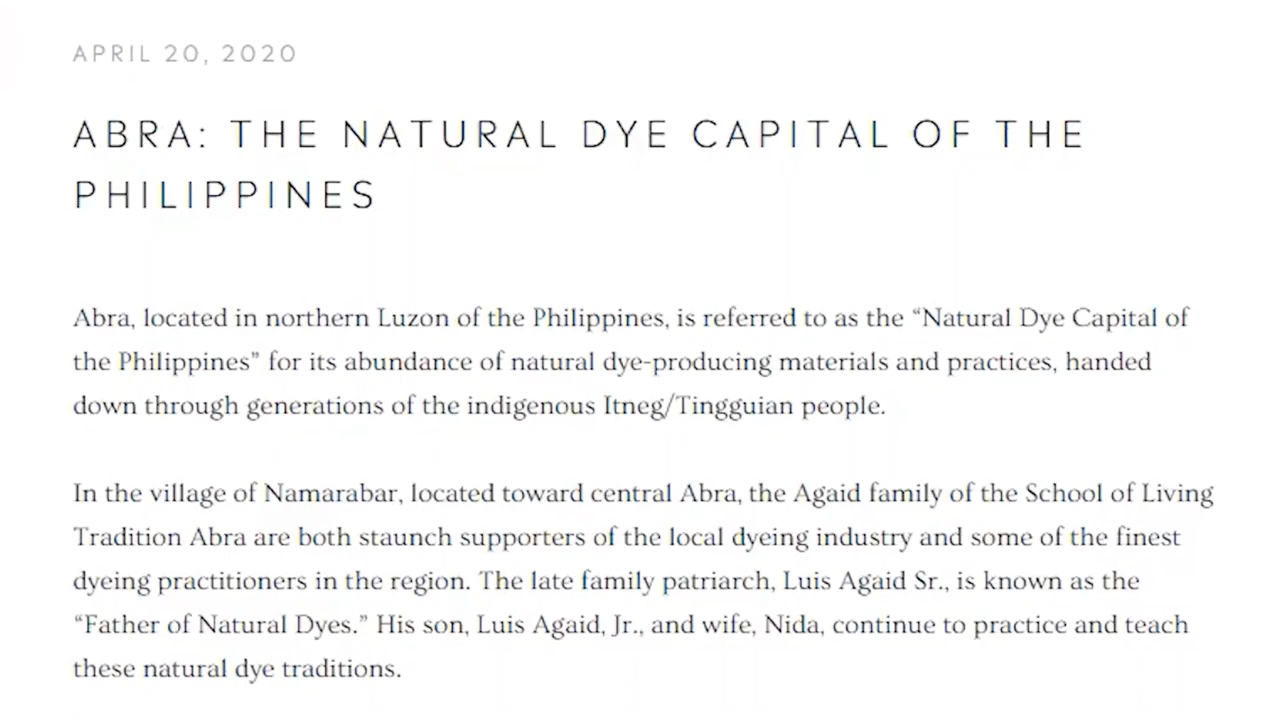 APRIL 20, 2020
ABRA: THE NATURAL DYE CAPITAL OF THE
PHILIPPINES
Abra, located in northern Luzon of the Philippines, is referred to as the “Natural Dye Capital of
the Philippines” for its abundance of natural dye-producing materials and practices, handed
down through generations of the indigenous Itneg/Tingguian people.
In the village of Namarabar, located toward central Abra, the Agaid family of the School of Living
Tradition Abra are both staunch supporters of the local dyeing industry and some of the finest
dyeing practitioners in the region. The late family patriarch, Luis Agaid Sr., is known as the
“Father of Natural Dyes.” His son, Luis Agaid, Jr., and wife, Nida, continue to practice and teach
these natural dye traditions.